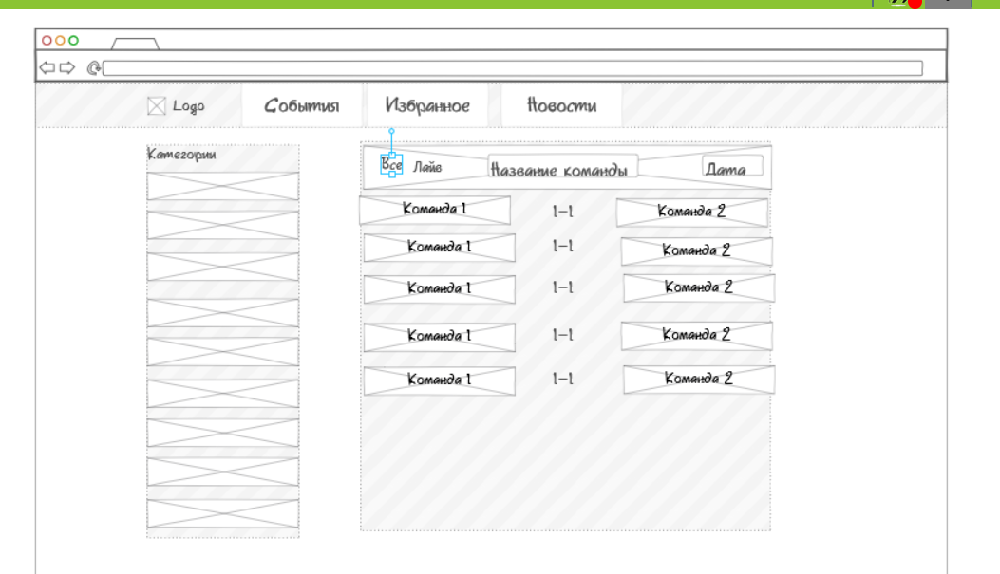 Logo События Избранное Новости
Категории
Все Лайв Название команды Дата
Команда 1 1-1 Команда 2
Команда 1 1-1 Команда 2
Команда 1 1-1 Команда 2
Команда 1 1-1 Команда 2
Команда 1 1-1 Команда 2